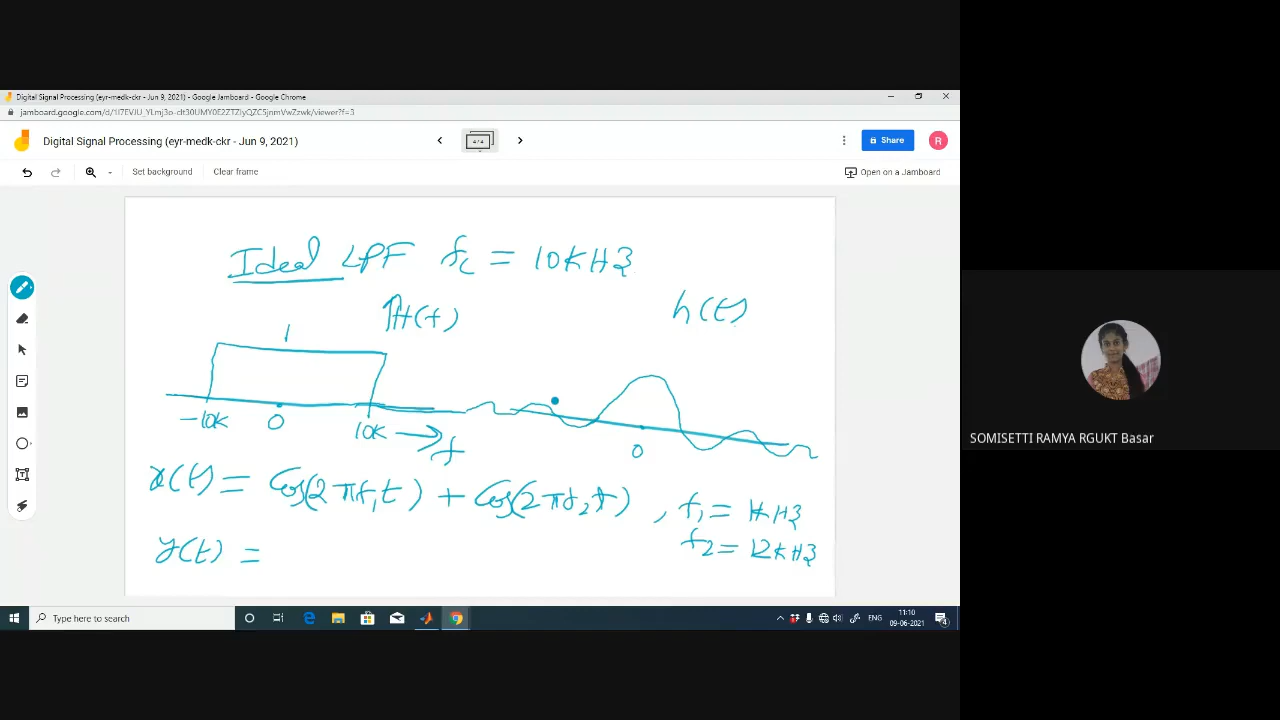 Digital Signal Processing (eyr-medk-ckr - Jun 9, 2021) - Google Jamboard - Google Chrome
Digital Signal Processing (eyr-medk-ckr - Jun 9, 2021)
4 / 4
Share
R
Set background
Clear frame
Open on a Jamboard
Ideal LPF fc = 10KHz
H(f)
h(t)
1
-10K 0 10K
f
0
x(t) = Cos(2πf₁t) + Cos(2πf₂t) , f₁ = 1KHz
f₂ = 12KHz
y(t) =
SOMISETTI RAMYA RGUKT Basar
Type here to search
ENG
11:10
09-06-2021
4